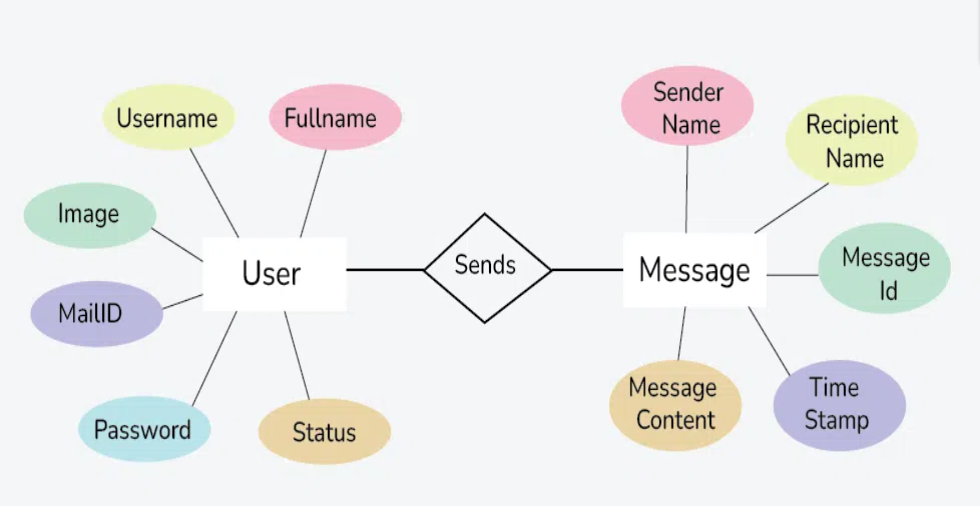 Username
Fullname
Image
User
MailID
Password
Status
Sends
Sender
Name
Recipient
Name
Message
Message
Id
Message
Content
Time
Stamp